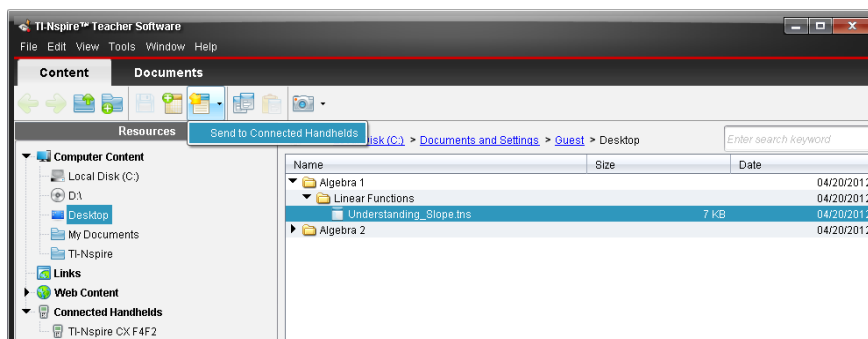 TI-Nspire™ Teacher Software
File Edit View Tools Window Help
Content Documents
Resources
Send to Connected Handhelds
isk (C:) > Documents and Settings > Guest > Desktop
Enter search keyword
Name Size Date
Computer Content
Local Disk (C:)
D:\
Desktop
My Documents
TI-Nspire
Links
Web Content
Connected Handhelds
TI-Nspire CX F4F2
Algebra 1 04/20/2012
Linear Functions 04/20/2012
Understanding_Slope.tns 7 KB 04/20/2012
Algebra 2 04/20/2012